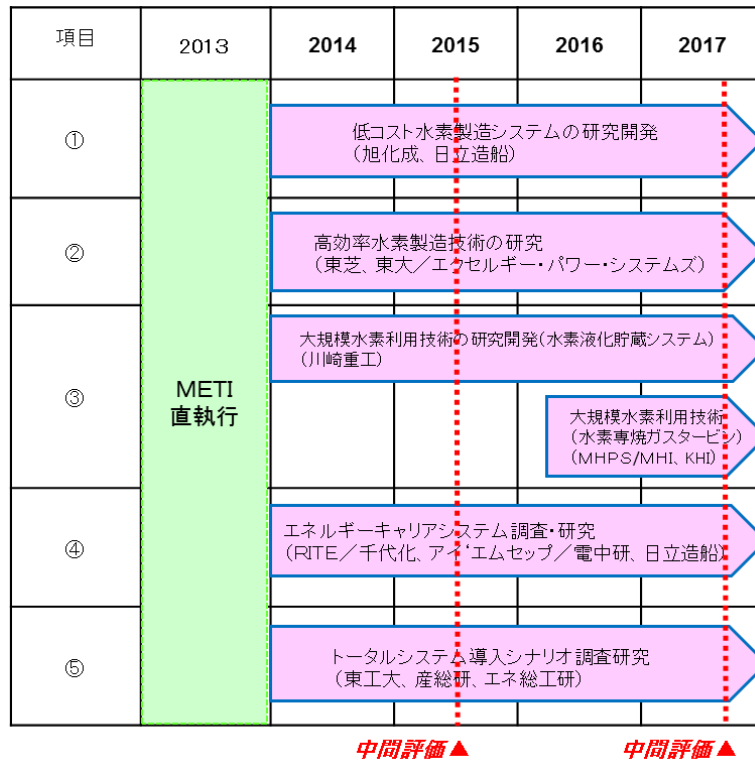 項目
2013
2014
2015
2016
2017
METI
直執行
①
低コスト水素製造システムの研究開発
(旭化成、日立造船)
②
高効率水素製造技術の研究
(東芝、東大/エクセルギー・パワー・システムズ)
③
大規模水素利用技術の研究開発(水素液化貯蔵システム)
(川崎重工)
大規模水素利用技術
(水素専焼ガスタービン)
(MHPS/MHI、KHI)
④
エネルギーキャリアシステム調査・研究
(RITE/千代化、アイ'エムセップ/電中研、日立造船)
⑤
トータルシステム導入シナリオ調査研究
(東工大、産総研、エネ総工研)
中間評価▲
中間評価▲